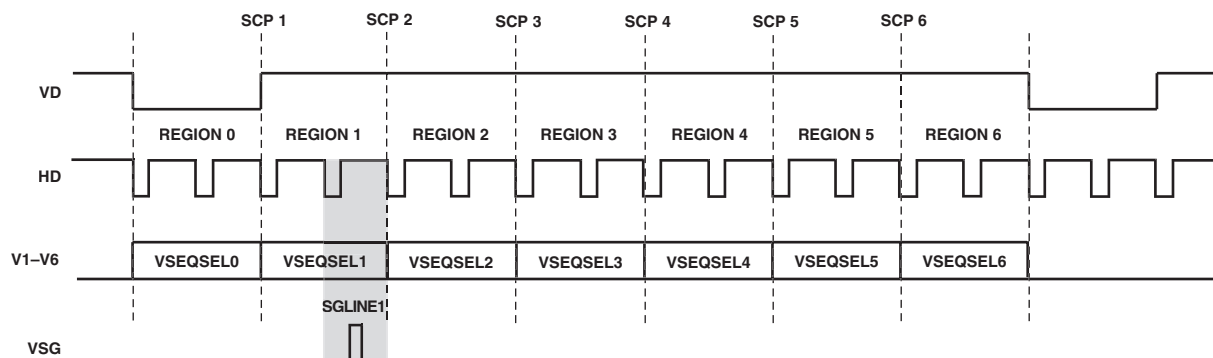 SCP 1 SCP 2 SCP 3 SCP 4 SCP 5 SCP 6
VD
REGION 0 REGION 1 REGION 2 REGION 3 REGION 4 REGION 5 REGION 6
HD
V1–V6 VSEQSEL0 VSEQSEL1 VSEQSEL2 VSEQSEL3 VSEQSEL4 VSEQSEL5 VSEQSEL6
SGLINE1
VSG